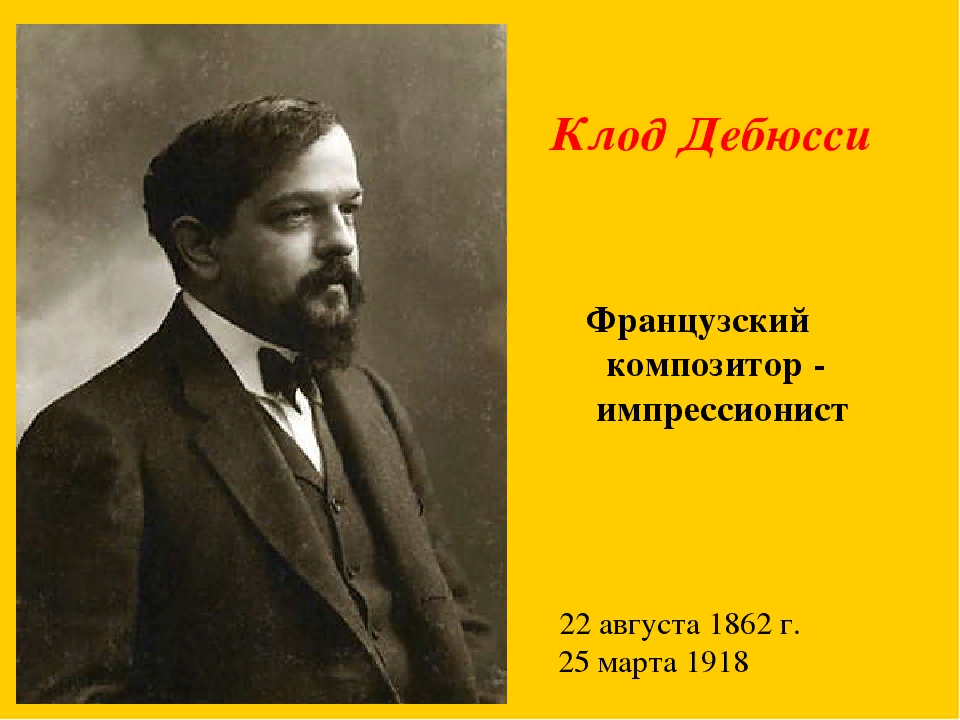 Клод Дебюсси
Французский
композитор -
импрессионист
22 августа 1862 г.
25 марта 1918